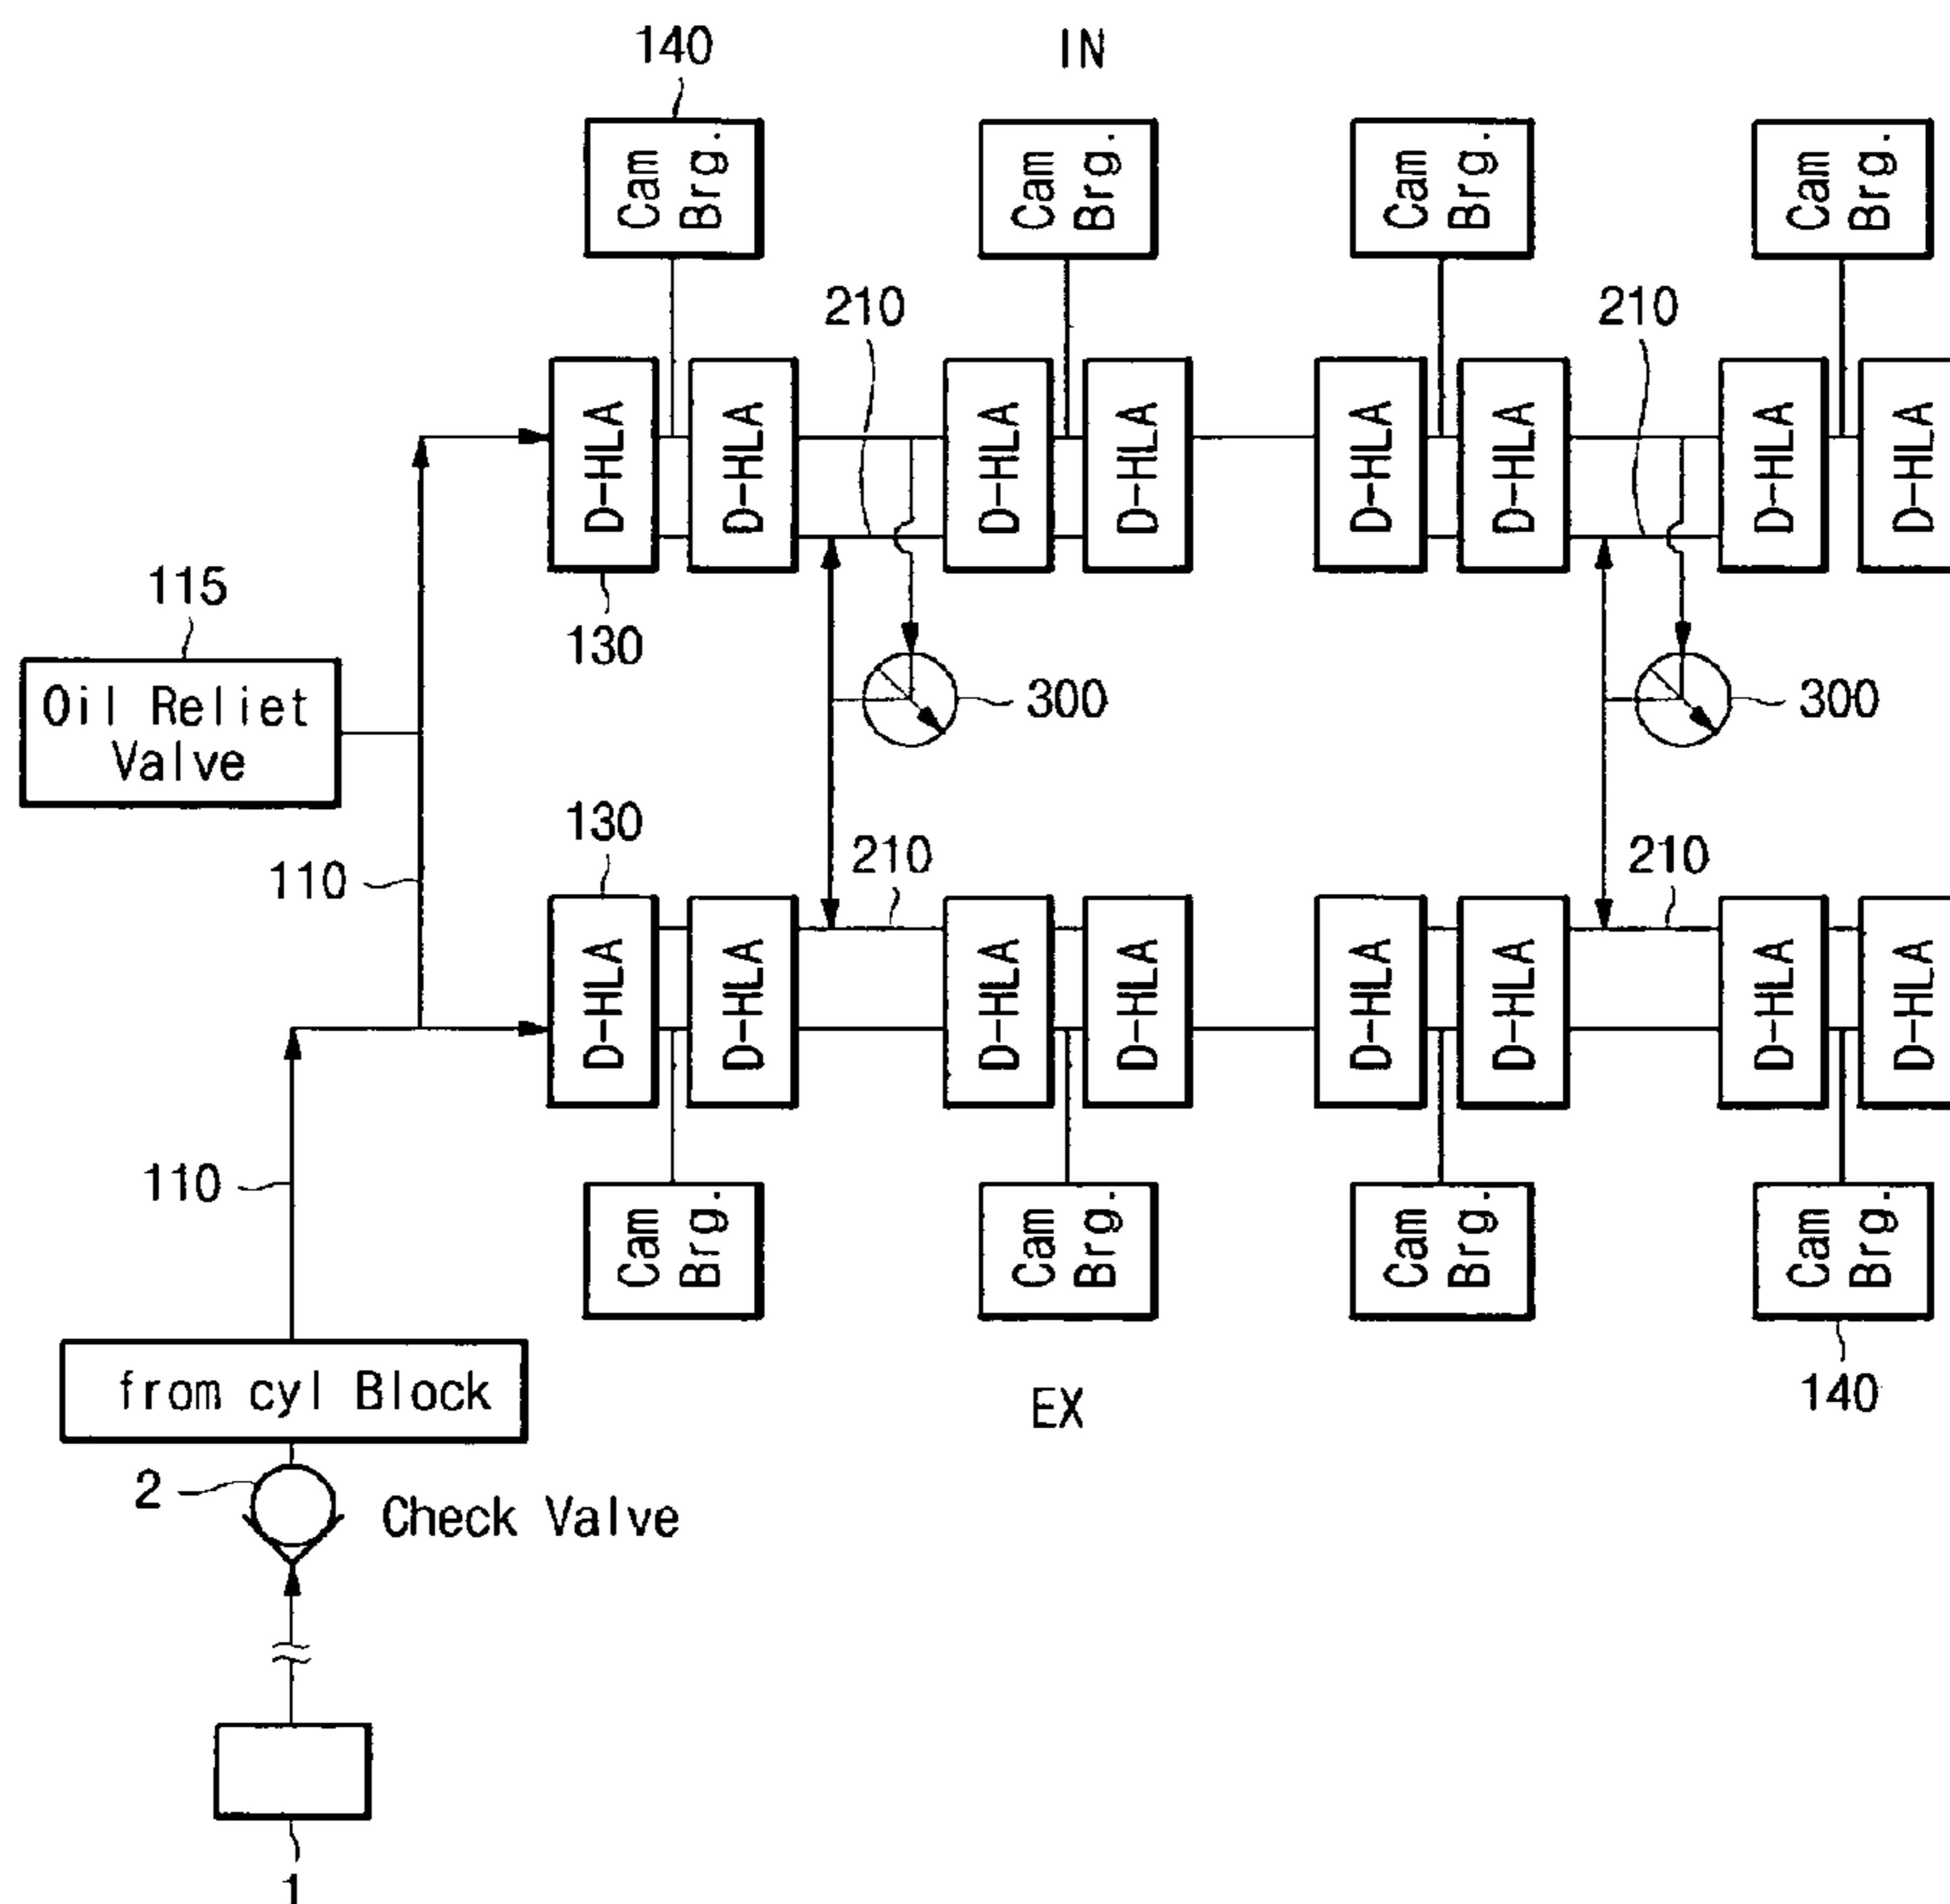 140
IN
Cam
Brg.
Cam
Brg.
Cam
Brg.
Cam
Brg.
210
210
D-HLA
D-HLA
D-HLA
D-HLA
D-HLA
D-HLA
D-HLA
D-HLA
115
130
Oil Reliet
Valve
300
300
130
110
210
210
D-HLA
D-HLA
D-HLA
D-HLA
D-HLA
D-HLA
D-HLA
D-HLA
110
Cam
Brg.
Cam
Brg.
Cam
Brg.
Cam
Brg.
from cyl Block
EX
140
2
Check Valve
1